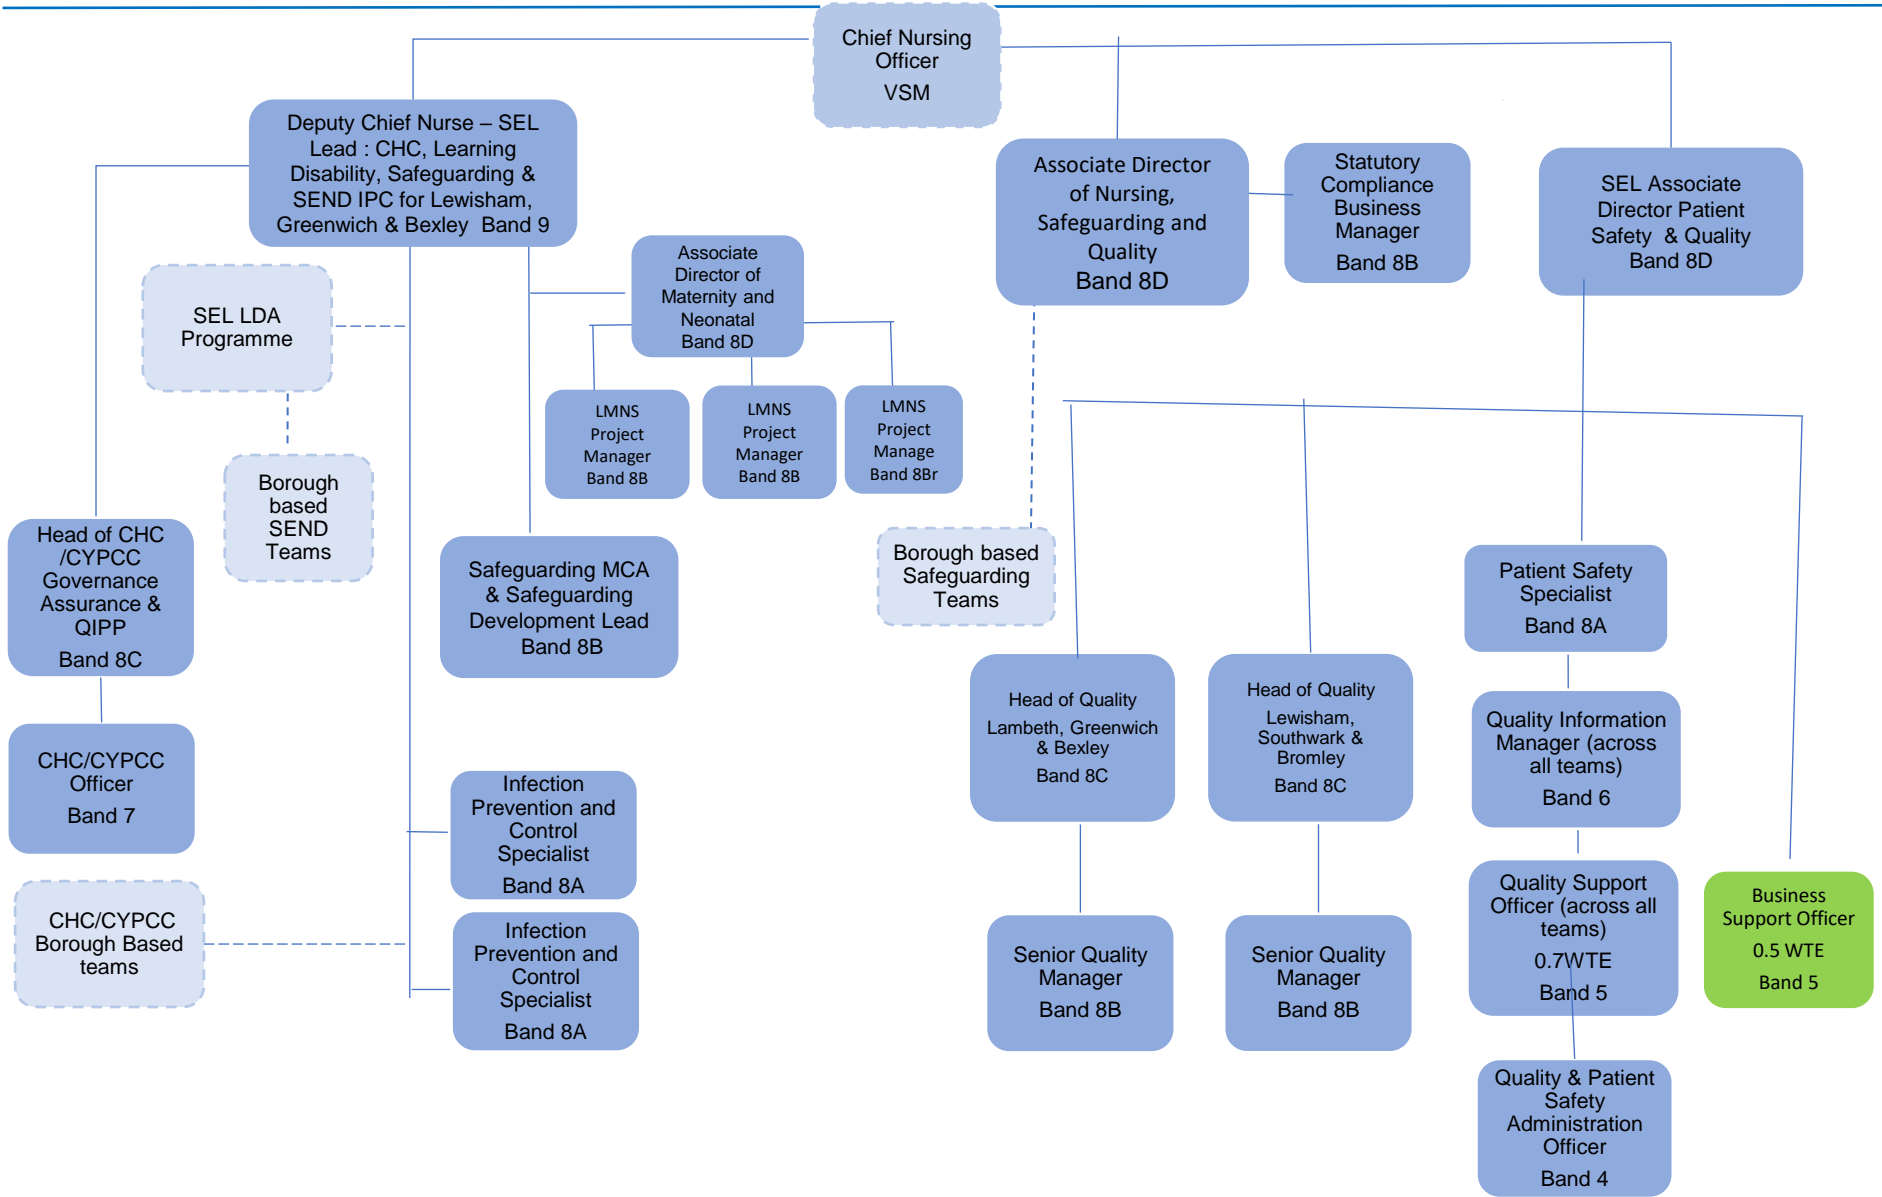 Chief Nursing
Officer
VSM
Deputy Chief Nurse – SEL
Lead : CHC, Learning
Disability, Safeguarding &
SEND IPC for Lewisham,
Greenwich & Bexley  Band 9
Associate Director
of Nursing,
Safeguarding and
Quality
Band 8D
Statutory
Compliance
Business
Manager
Band 8B
SEL Associate
Director Patient
Safety  & Quality
Band 8D
Associate
Director of
Maternity and
Neonatal
Band 8D
SEL LDA
Programme
LMNS
Project
Manager
Band 8B
LMNS
Project
Manager
Band 8B
LMNS
Project
Manage
Band 8Br
Borough
based
SEND
Teams
Head of CHC
/CYPCC
Governance
Assurance &
QIPP
Band 8C
Safeguarding MCA
& Safeguarding
Development Lead
Band 8B
Borough based
Safeguarding
Teams
Patient Safety
Specialist
Band 8A
Head of Quality
Lambeth, Greenwich
& Bexley
Band 8C
Head of Quality
Lewisham,
Southwark &
Bromley
Band 8C
Quality Information
Manager (across
all teams)
Band 6
CHC/CYPCC
Officer
Band 7
Infection
Prevention and
Control
Specialist
Band 8A
CHC/CYPCC
Borough Based
teams
Infection
Prevention and
Control
Specialist
Band 8A
Senior Quality
Manager
Band 8B
Senior Quality
Manager
Band 8B
Quality Support
Officer (across all
teams)
0.7WTE
Band 5
Business
Support Officer
0.5 WTE
Band 5
Quality & Patient
Safety
Administration
Officer
Band 4